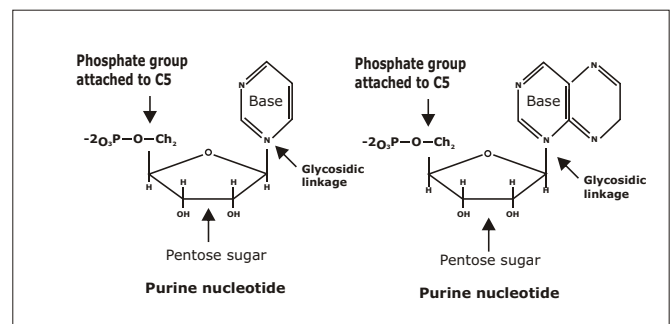 Phosphate group
attached to C5
N
Base
N
-2O₃P—O—Ch₂
O
Glycosidic
linkage
H H H H
OH OH
Pentose sugar
Purine nucleotide
Phosphate group
attached to C5
N N
Base
N N
-2O₃P—O—Ch₂
O
Glycosidic
linkage
H H H H
OH OH
Pentose sugar
Purine nucleotide